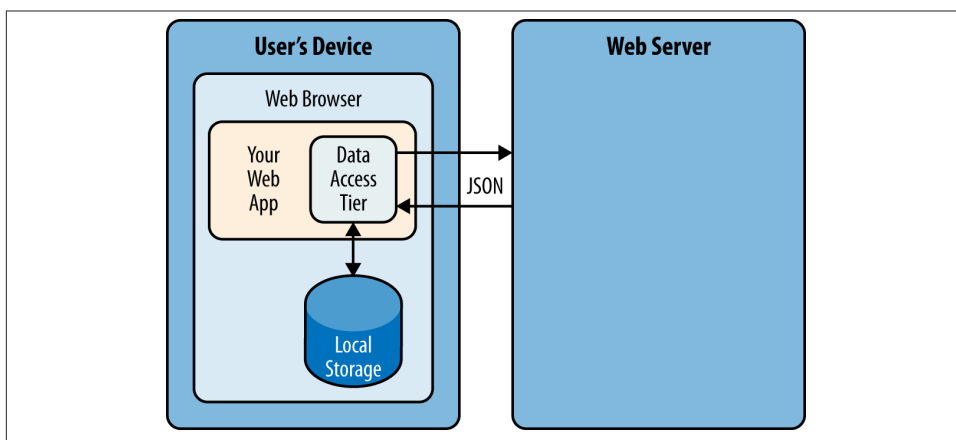 User’s Device
Web Server
Web Browser
Your
Web
App
Data
Access
Tier
JSON
Local
Storage